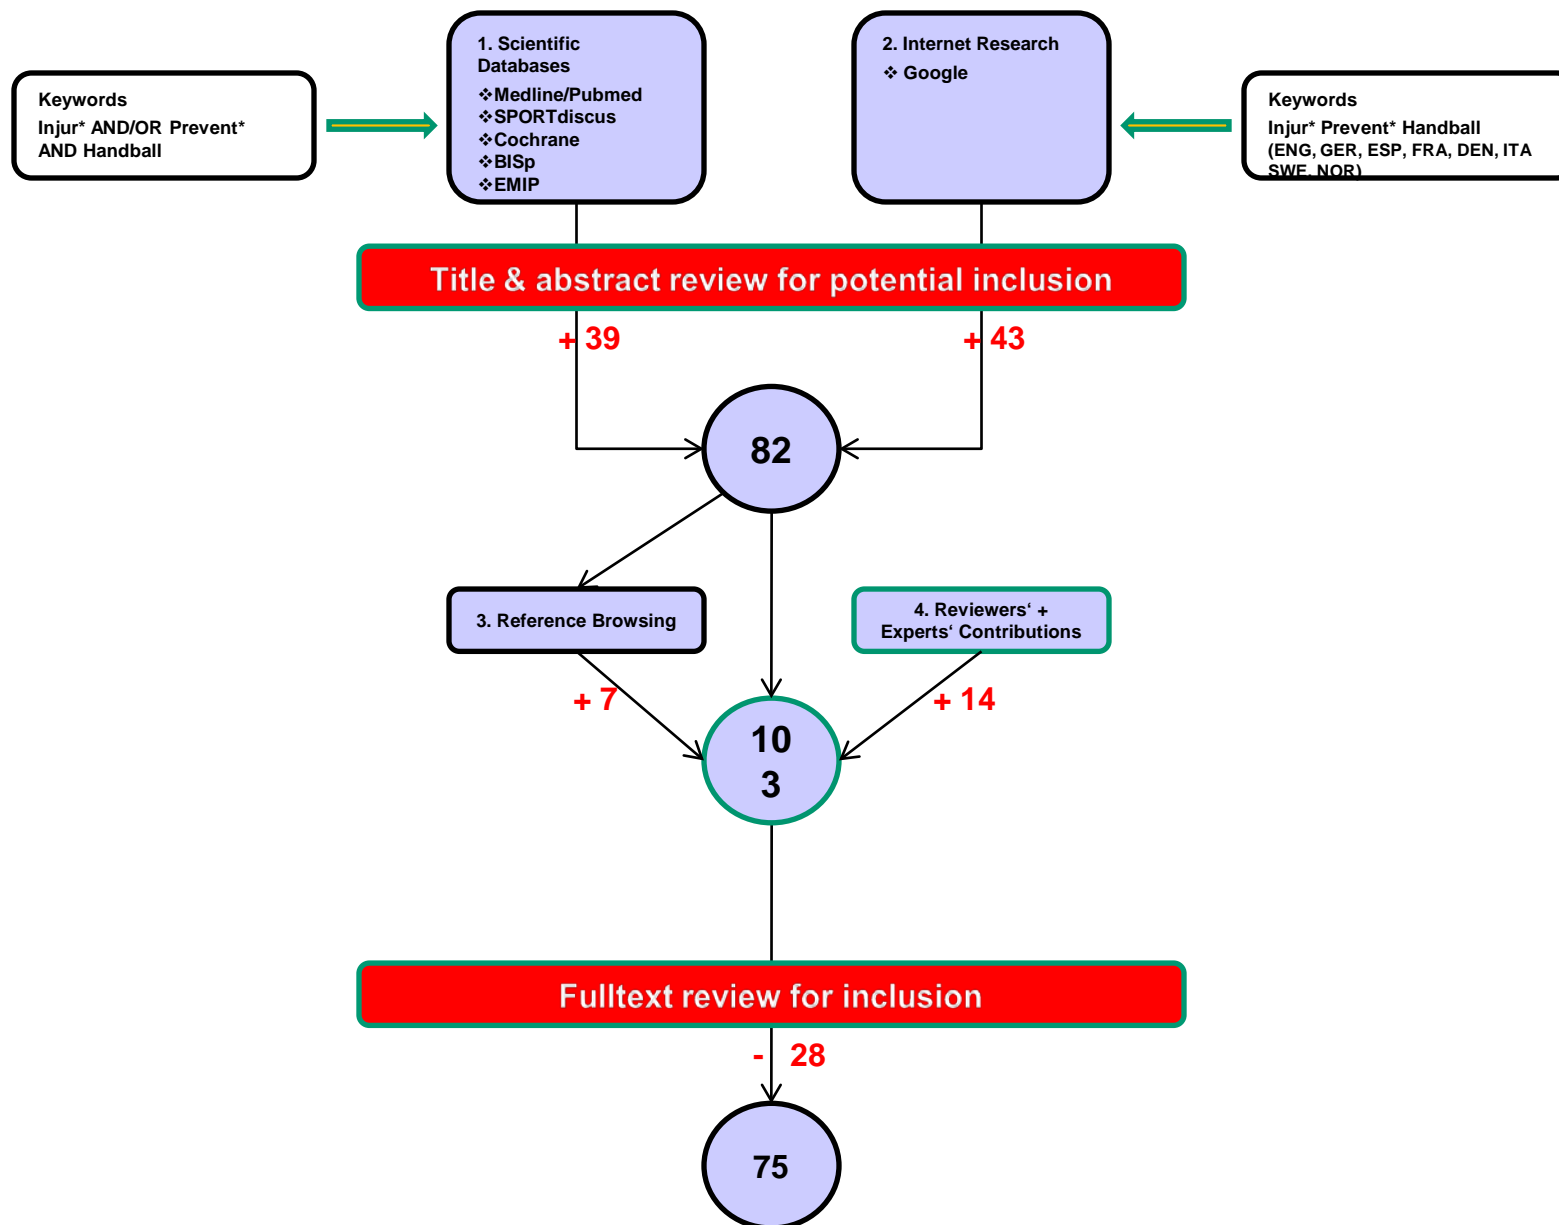 Keywords
Injur* AND/OR Prevent*
AND Handball
1. Scientific
Databases
❖Medline/Pubmed
❖SPORTdiscus
❖Cochrane
❖BISp
❖EMIP
2. Internet Research
❖ Google
Keywords
Injur* Prevent* Handball
(ENG, GER, ESP, FRA, DEN, ITA
SWE, NOR)
Title & abstract review for potential inclusion
+ 39
+ 43
82
3. Reference Browsing
4. Reviewers‘ +
Experts‘ Contributions
+ 7
+ 14
10
3
Fulltext review for inclusion
- 28
75